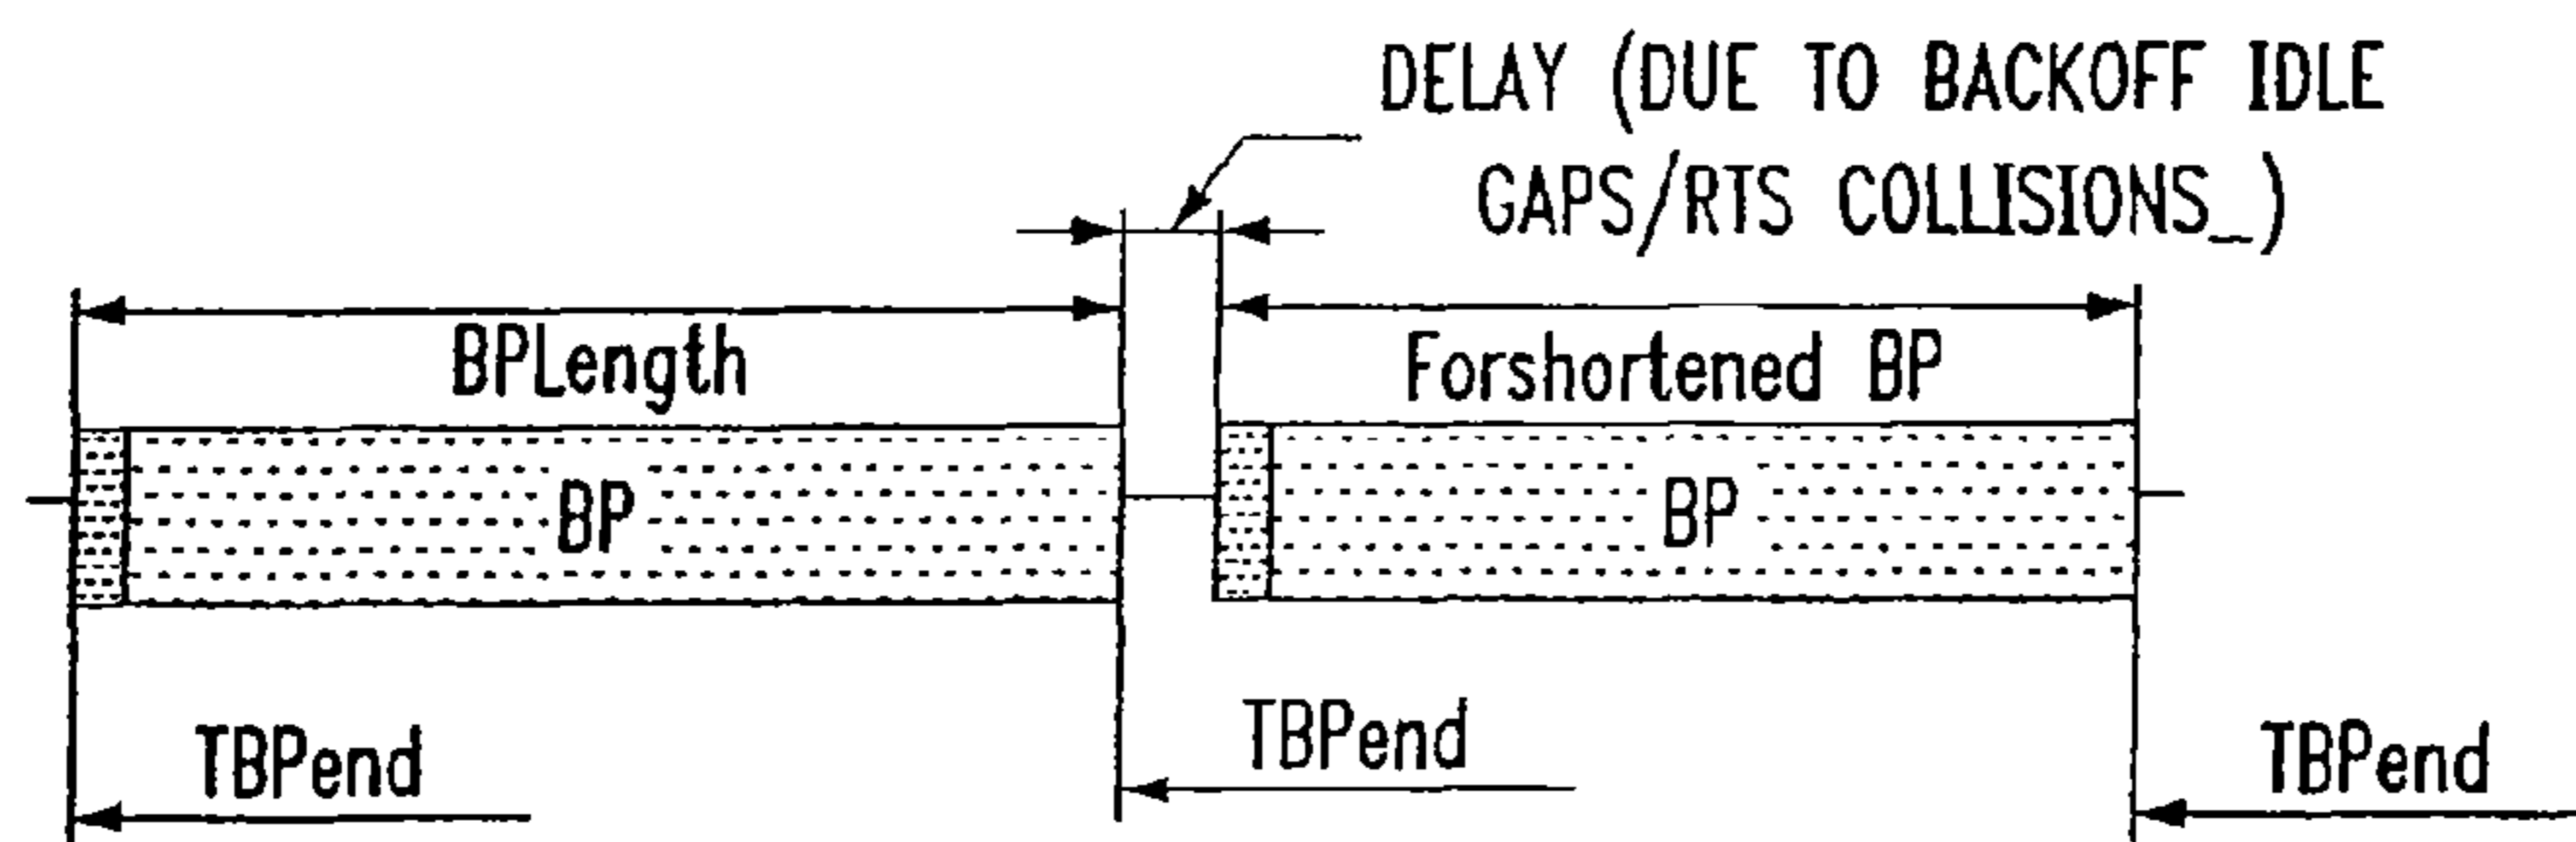 DELAY (DUE TO BACKOFF IDLE
GAPS/RTS COLLISIONS_)
BPLength
Forshortened BP
BP
BP
TBPend
TBPend
TBPend